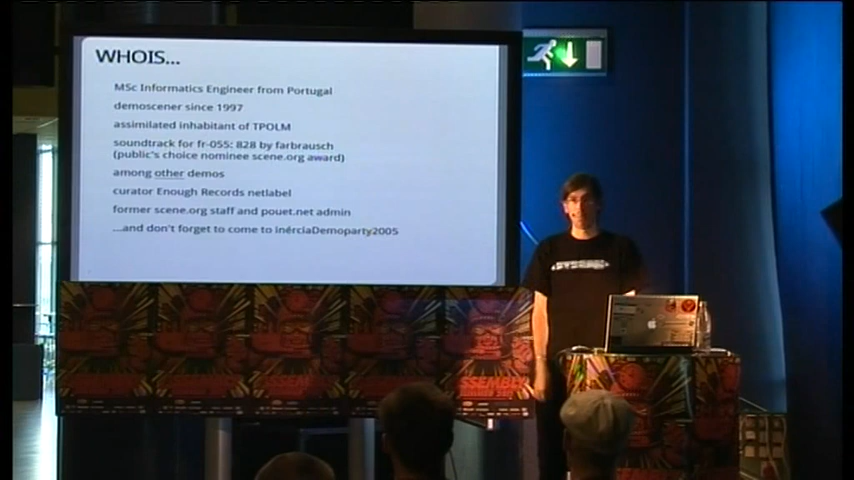 WHOIS...
MSc Informatics Engineer from Portugal
demoscener since 1997
assimilated inhabitant of TPOLM
soundtrack for fr-055: 828 by farbrausch
(public's choice nominee scene.org award)
among other demos
curator Enough Records netlabel
former scene.org staff and pouet.net admin
...and don't forget to come to inérciaDemoparty2005